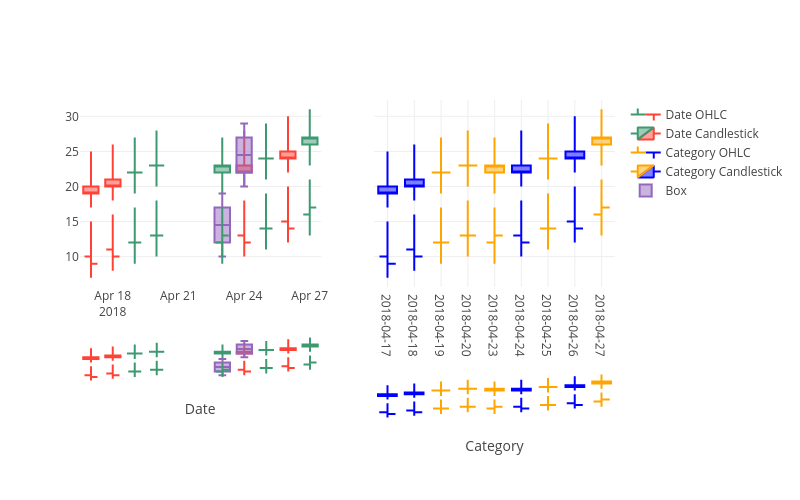 30
25
20
15
10
Apr 18
2018
Apr 21
Apr 24
Apr 27
Date
2018-04-17
2018-04-18
2018-04-19
2018-04-20
2018-04-23
2018-04-24
2018-04-25
2018-04-26
2018-04-27
Category
Date OHLC
Date Candlestick
Category OHLC
Category Candlestick
Box